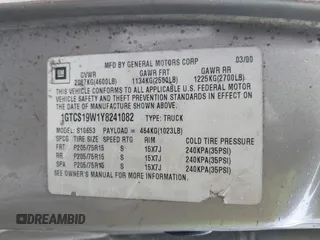 MFD BY GENERAL MOTORS CORP 03/00
GM GVWR GAWR FRT GAWR RR
2087KG(4600LB) 1134KG(2500LB) 1225KG(2700LB)
THIS VEHICLE CONFORMS TO ALL APPLICABLE U.S. FEDERAL MOTOR
VEHICLE SAFETY AND THEFT PREVENTION STANDARDS IN EFFECT ON
THE DATE OF MANUFACTURE SHOWN ABOVE.
1GTCS19W1Y8241082 TYPE: TRUCK
MODEL: S10653 PAYLOAD = 464KG(1023LB)
SPCG TIRE SIZE SPEED RTG RIM COLD TIRE PRESSURE
FRT P205/75R15 S 15X7J 240KPA(35PSI)
RR P205/75R15 S 15X7J 240KPA(35PSI)
SPA P205/75R15 S 15X7J 240KPA(35PSI)
SEE OWNER'S MANUAL FOR ADDITIONAL INFORMATION.
CLEARBID